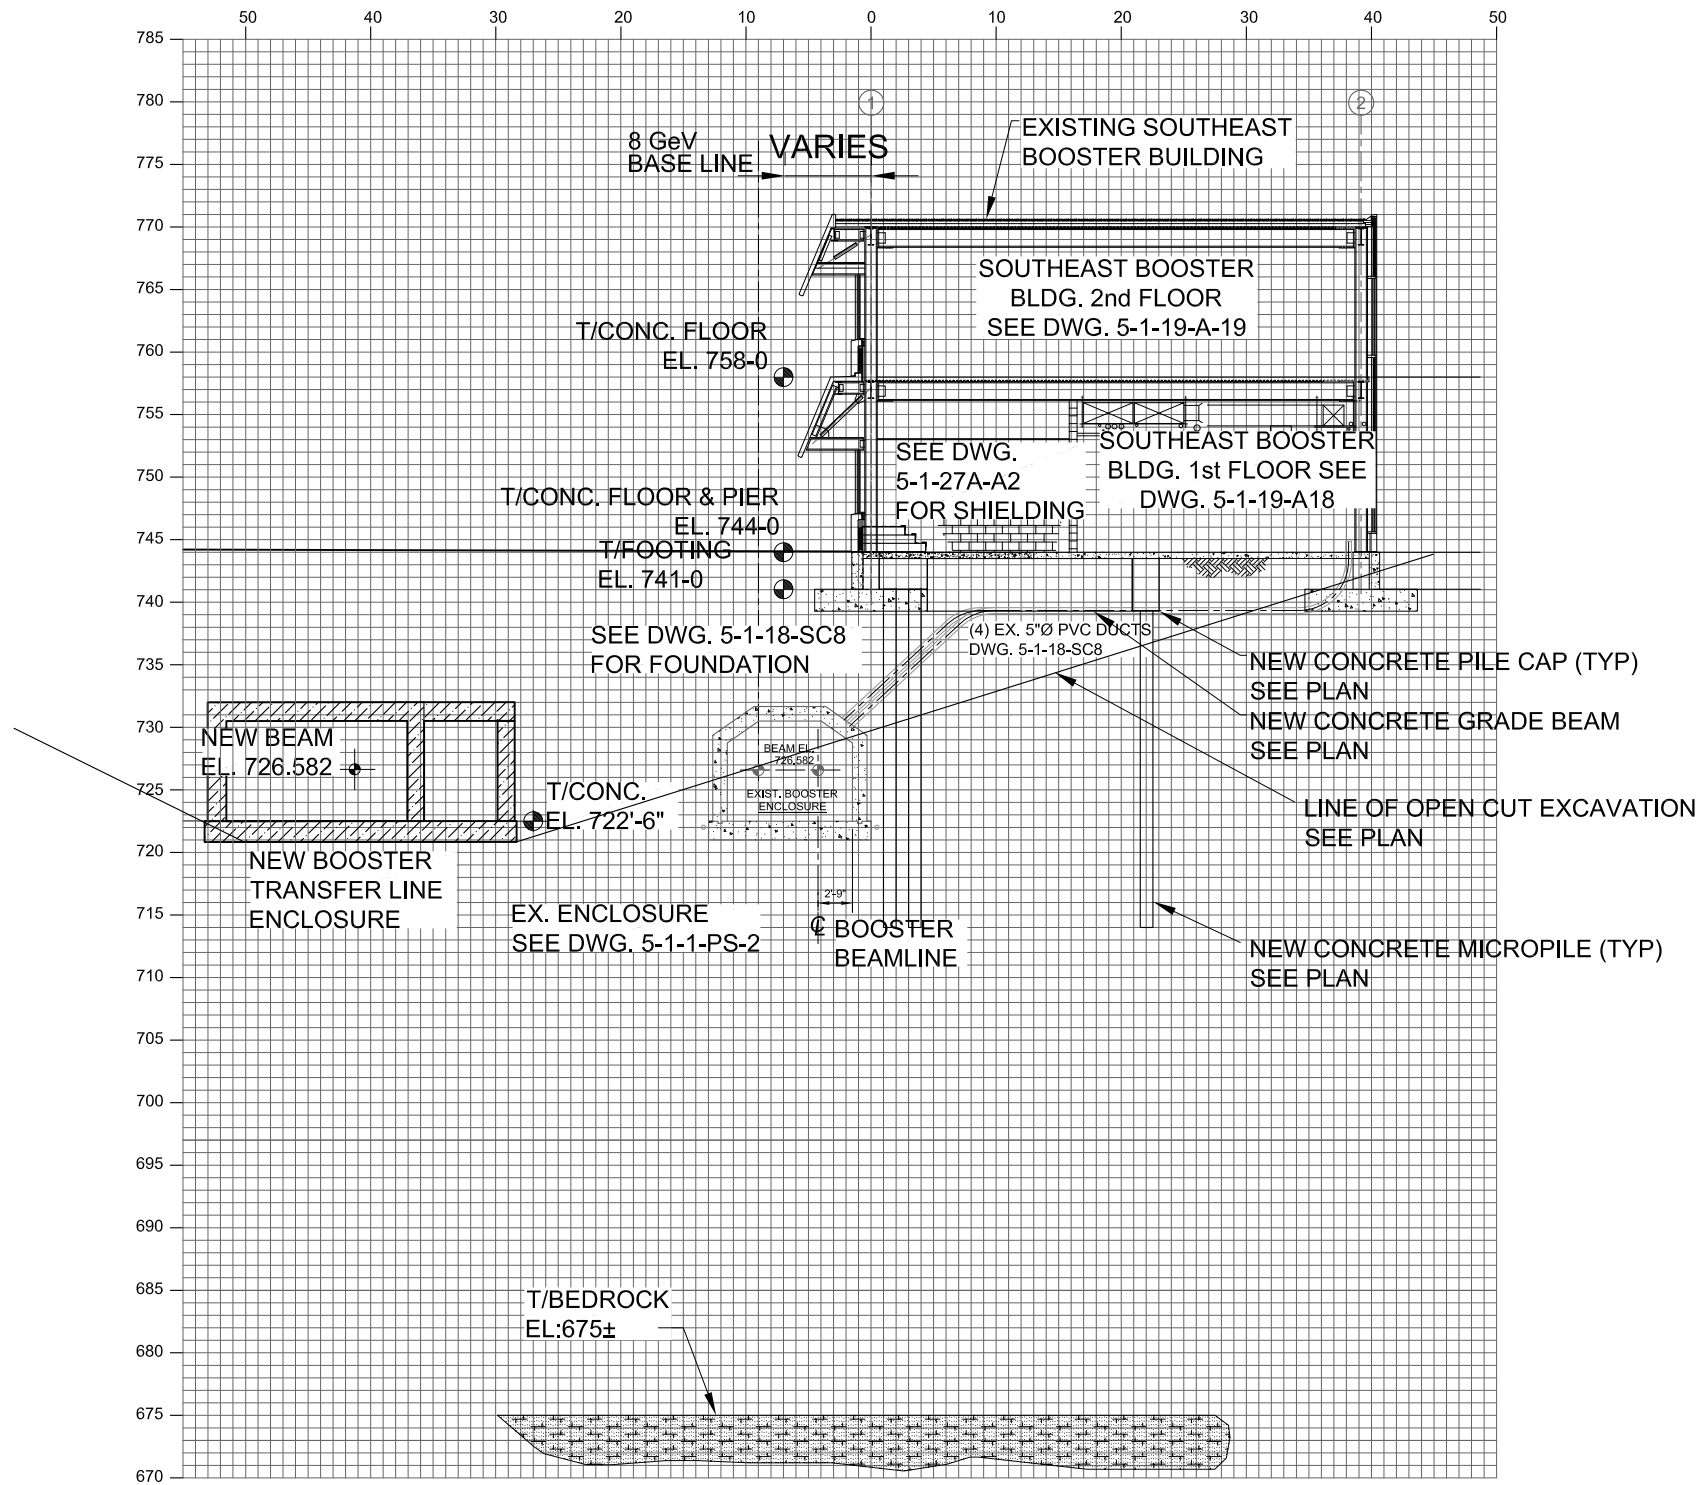 50 40 30 20 10 0 10 20 30 40 50
785
780
775
770
765
760
755
750
745
740
735
730
725
720
715
710
705
700
695
690
685
680
675
670
1
2
8 GeV
BASE LINE
VARIES
EXISTING SOUTHEAST
BOOSTER BUILDING
SOUTHEAST BOOSTER
BLDG. 2nd FLOOR
SEE DWG. 5-1-19-A-19
T/CONC. FLOOR
EL. 758-0
SEE DWG.
5-1-27A-A2
FOR SHIELDING
SOUTHEAST BOOSTER
BLDG. 1st FLOOR SEE
DWG. 5-1-19-A18
T/CONC. FLOOR & PIER
EL. 744-0
T/FOOTING
EL. 741-0
SEE DWG. 5-1-18-SC8
FOR FOUNDATION
(4) EX. 5"Ø PVC DUCTS
DWG. 5-1-18-SC8
NEW CONCRETE PILE CAP (TYP)
SEE PLAN
NEW CONCRETE GRADE BEAM
SEE PLAN
LINE OF OPEN CUT EXCAVATION
SEE PLAN
NEW BEAM
EL. 726.582
BEAM EL.
726.582
EXIST. BOOSTER
ENCLOSURE
T/CONC.
EL. 722'-6"
NEW BOOSTER
TRANSFER LINE
ENCLOSURE
EX. ENCLOSURE
SEE DWG. 5-1-1-PS-2
2'-9"
℄ BOOSTER
BEAMLINE
NEW CONCRETE MICROPILE (TYP)
SEE PLAN
T/BEDROCK
EL:675±